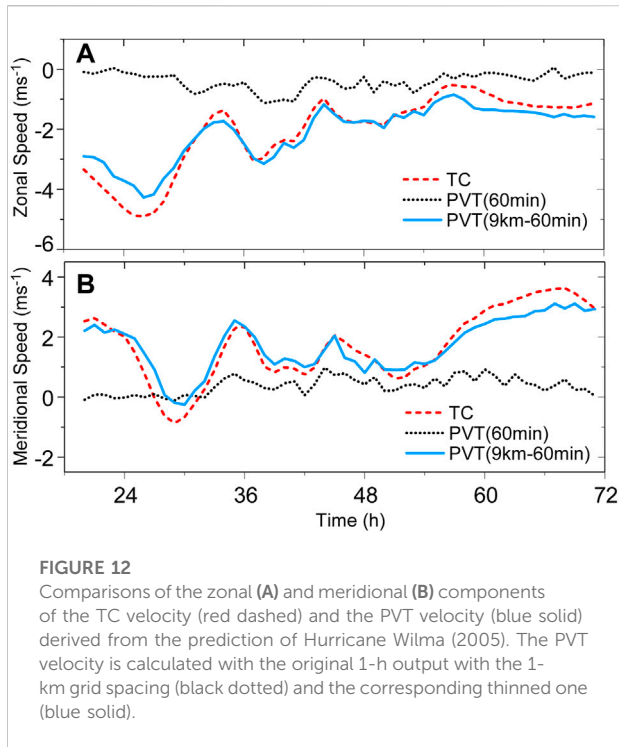 A
Zonal Speed (ms-1)
0
-2
-4
-6
TC
PVT(60min)
PVT(9km-60min)
B
Meridional Speed (ms-1)
4
2
0
-2
TC
PVT(60min)
PVT(9km-60min)
24 36 48 60 72
Time (h)
FIGURE 12
Comparisons of the zonal (A) and meridional (B) components
of the TC velocity (red dashed) and the PVT velocity (blue solid)
derived from the prediction of Hurricane Wilma (2005). The PVT
velocity is calculated with the original 1-h output with the 1-
km grid spacing (black dotted) and the corresponding thinned one
(blue solid).